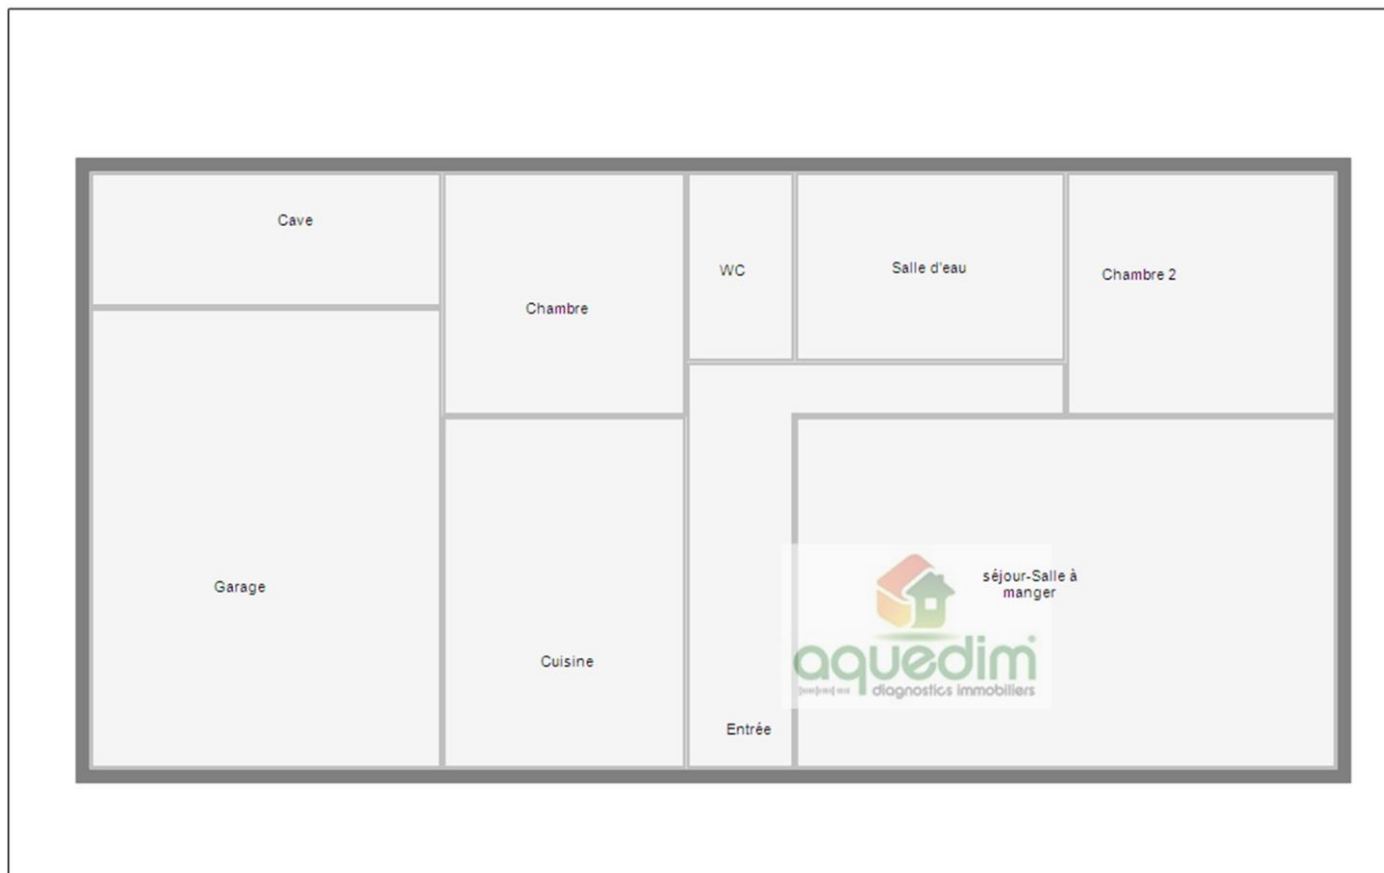 Cave
WC
Salle d'eau
Chambre 2
Chambre
séjour-Salle à
manger
Garage
aquedim
diagnostics immobiliers
Cuisine
Entrée